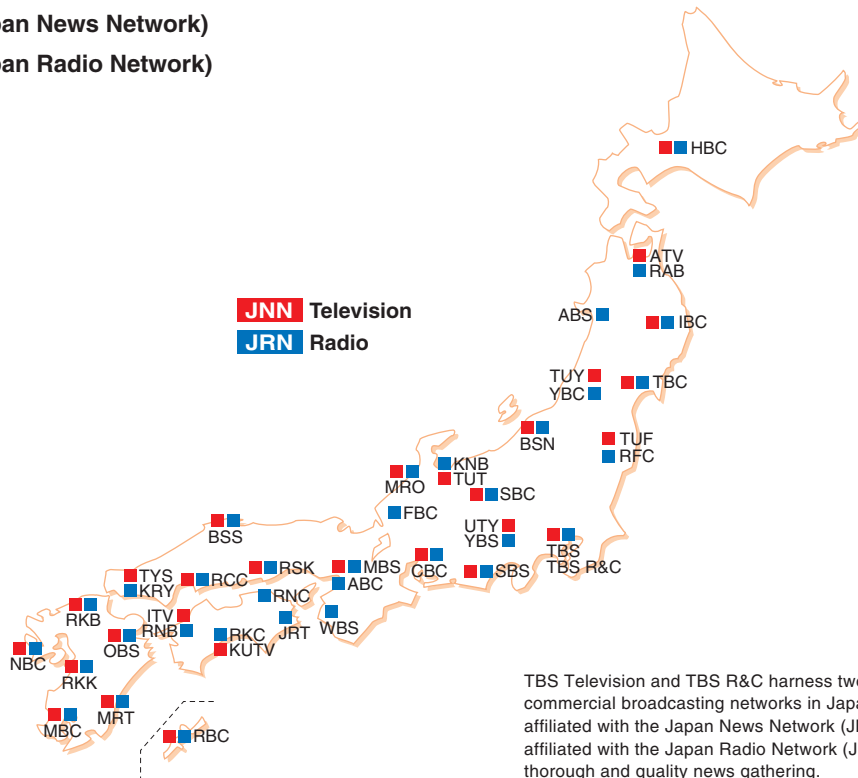 pan News Network)
pan Radio Network)
HBC
ATV
RAB
JNN Television
JRN Radio
ABS
IBC
TUY
YBC
TBC
BSN
TUF
RFC
KNB
TUT
MRO
SBC
FBC
BSS
UTY
YBS
TBS
TBS R&C
CBC
SBS
MBS
ABC
RSK
TYS
KRY
RCC
RNC
RKB
ITV
RNB
WBS
JRT
RKC
KUTV
OBS
NBC
RKK
MRT
MBC
RBC
TBS Television and TBS R&C harness two
commercial broadcasting networks in Japa
affiliated with the Japan News Network (J
affiliated with the Japan Radio Network (J
thorough and quality news gathering.